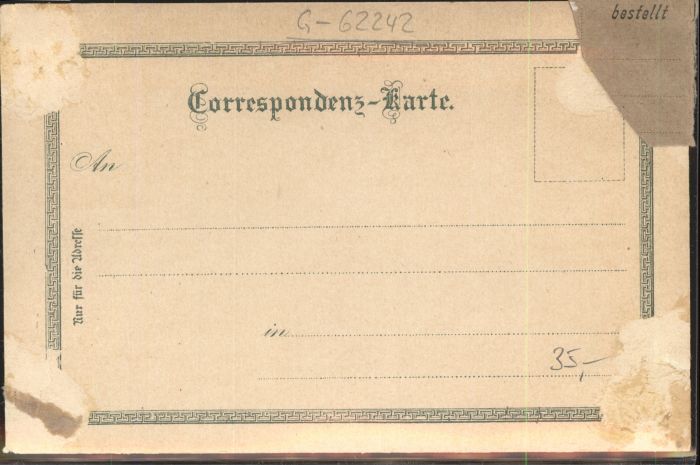 G-62242
bestellt
Correspondenz-Karte.
An
Nur für die Adresse
in
35,-